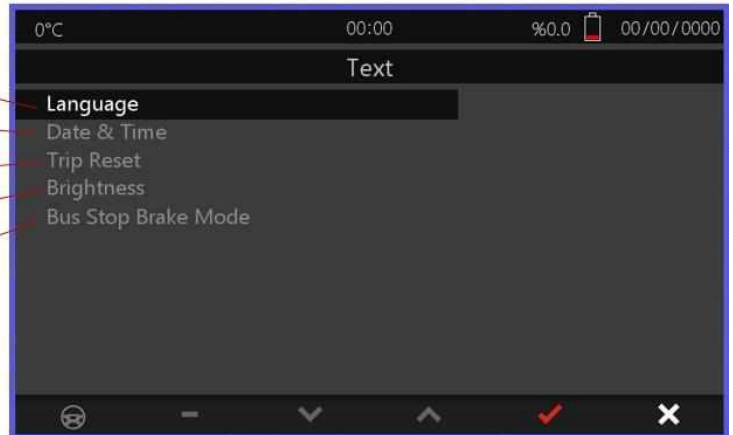 0°C 00:00 %0.0 00/00/0000
Text
Language
Date & Time
Trip Reset
Brightness
Bus Stop Brake Mode